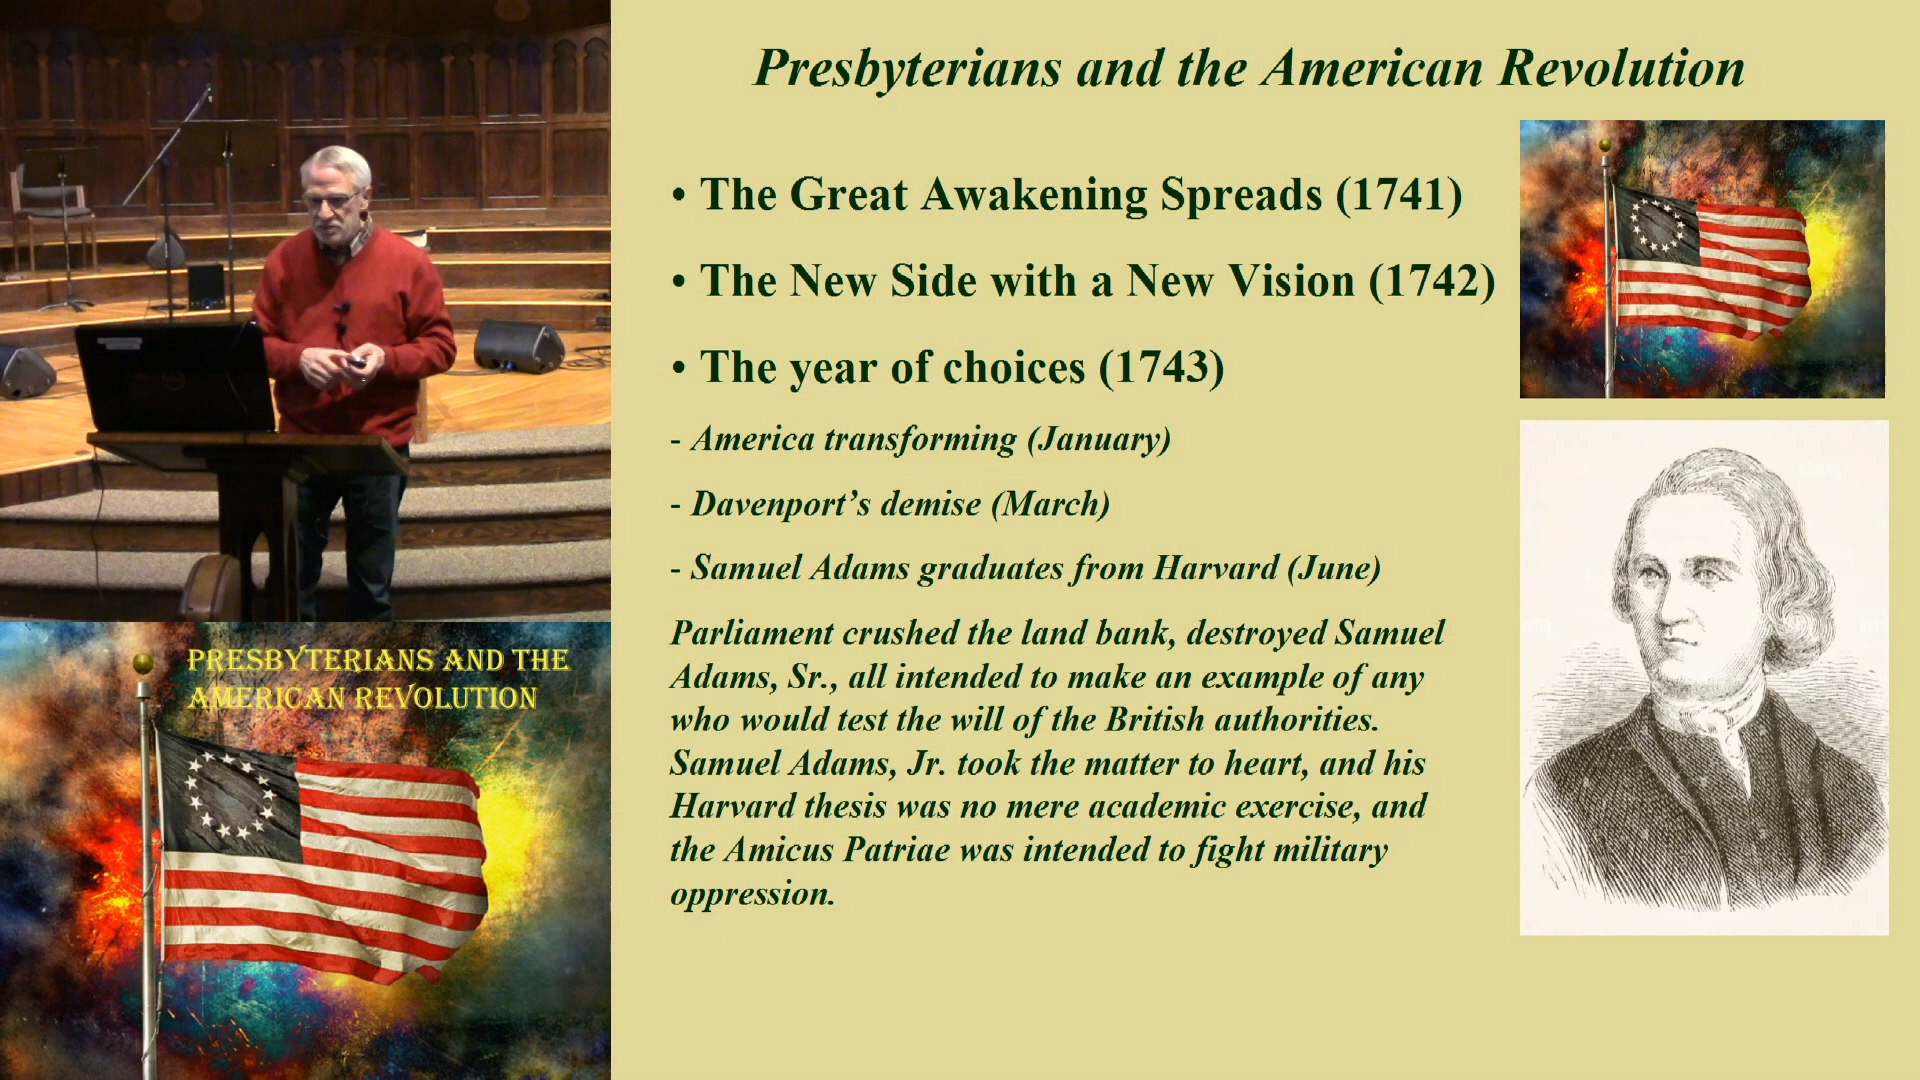 Presbyterians and the American Revolution
• The Great Awakening Spreads (1741)
• The New Side with a New Vision (1742)
• The year of choices (1743)
- America transforming (January)
- Davenport’s demise (March)
- Samuel Adams graduates from Harvard (June)
Parliament crushed the land bank, destroyed Samuel
Adams, Sr., all intended to make an example of any
who would test the will of the British authorities.
Samuel Adams, Jr. took the matter to heart, and his
Harvard thesis was no mere academic exercise, and
the Amicus Patriae was intended to fight military
oppression.
PRESBYTERIANS AND THE
AMERICAN REVOLUTION